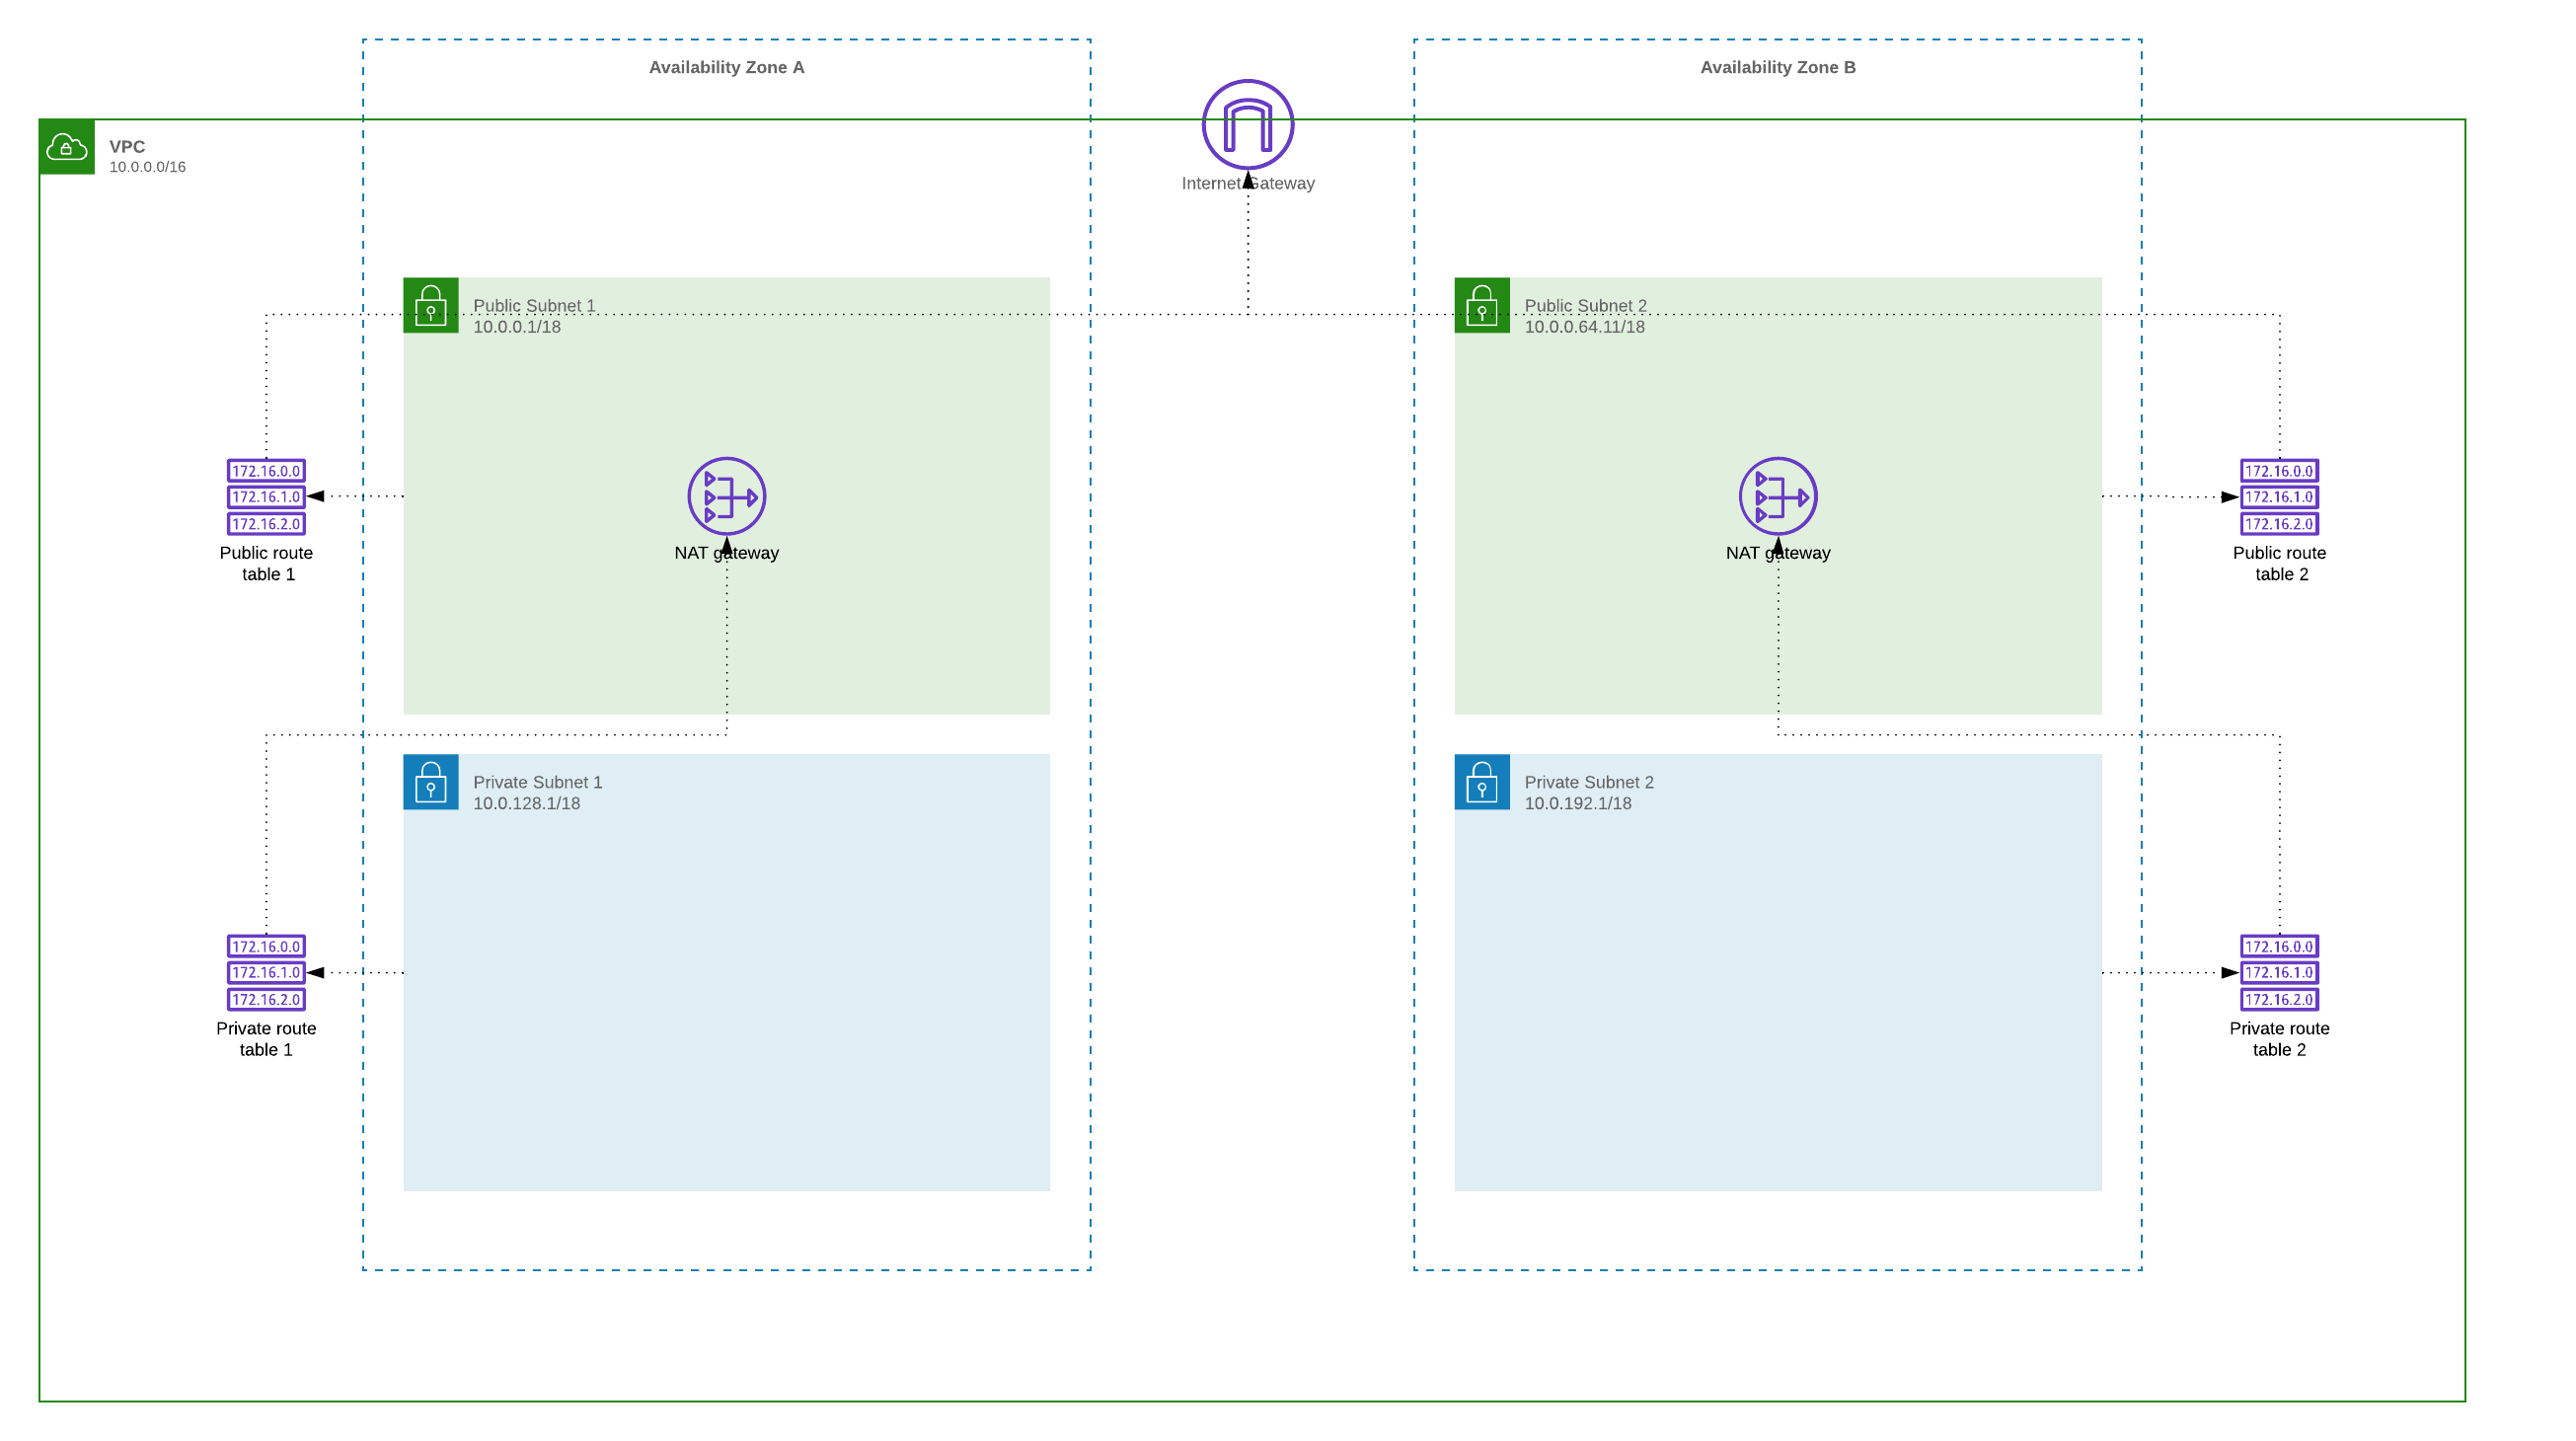 Availability Zone A
Availability Zone B
VPC
10.0.0.0/16
Internet Gateway
Public Subnet 1
10.0.0.1/18
Public Subnet 2
10.0.0.64.11/18
172.16.0.0
172.16.1.0
172.16.2.0
Public route
table 1
NAT gateway
NAT gateway
172.16.0.0
172.16.1.0
172.16.2.0
Public route
table 2
Private Subnet 1
10.0.128.1/18
Private Subnet 2
10.0.192.1/18
172.16.0.0
172.16.1.0
172.16.2.0
Private route
table 1
172.16.0.0
172.16.1.0
172.16.2.0
Private route
table 2